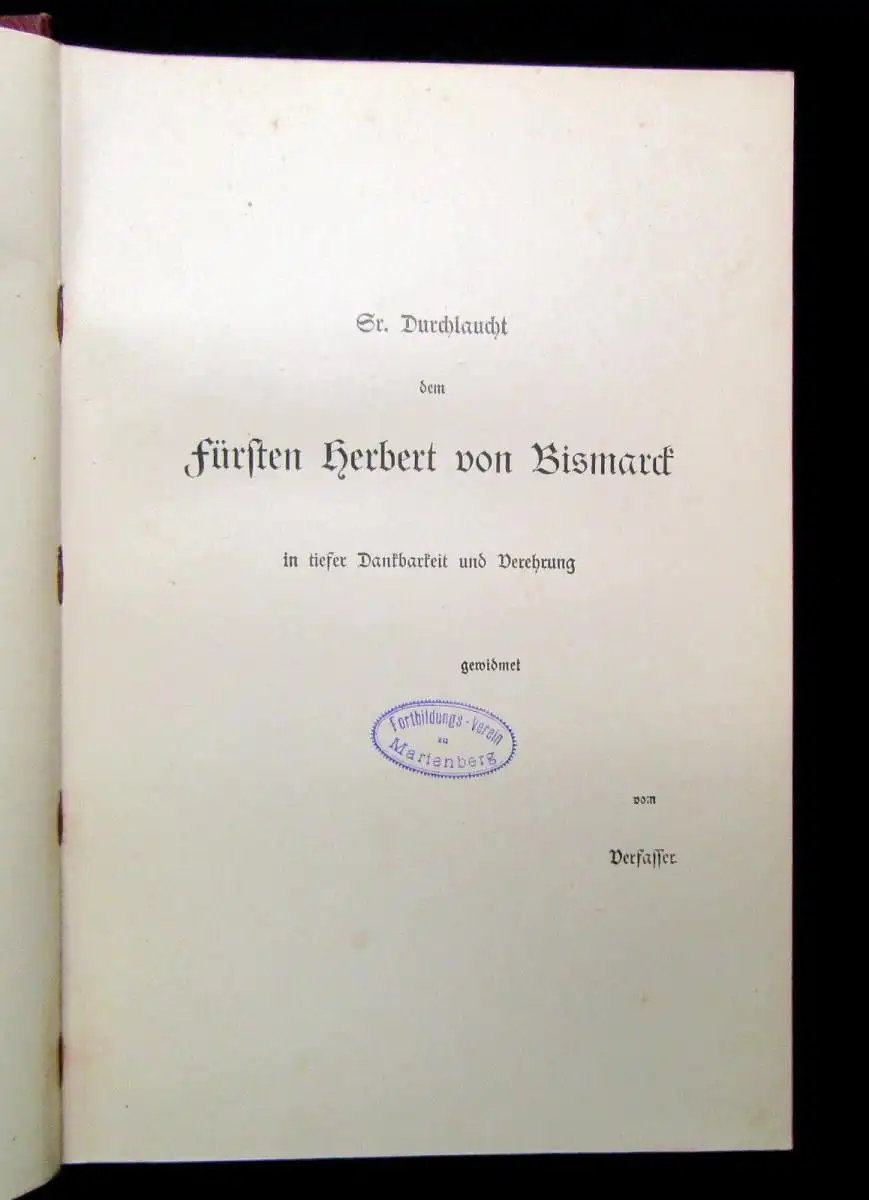 Sr. Durchlaucht
dem
Fürsten Herbert von Bismarck
in tiefer Dankbarkeit und Verehrung
gewidmet
Fortbildungs-Verein
zu
Marienberg
vom
Verfasser.